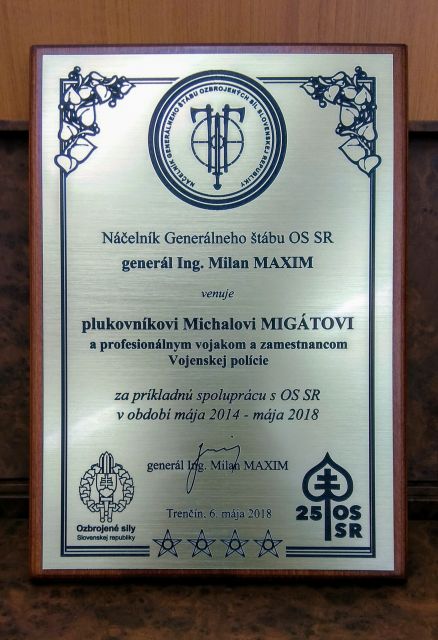 NÁČELNÍK GENERÁLNEHO ŠTÁBU OZBROJENÝCH SÍL SLOVENSKEJ REPUBLIKY
Náčelník Generálneho štábu OS SR
generál Ing. Milan MAXIM
venuje
plukovníkovi Michalovi MIGÁTOVI
a profesionálnym vojakom a zamestnancom
Vojenskej polície
za príkladnú spoluprácu s OS SR
v období mája 2014 - mája 2018
generál Ing. Milan MAXIM
Trenčín, 6. mája 2018
Ozbrojené sily
Slovenskej republiky
25 OS
SR